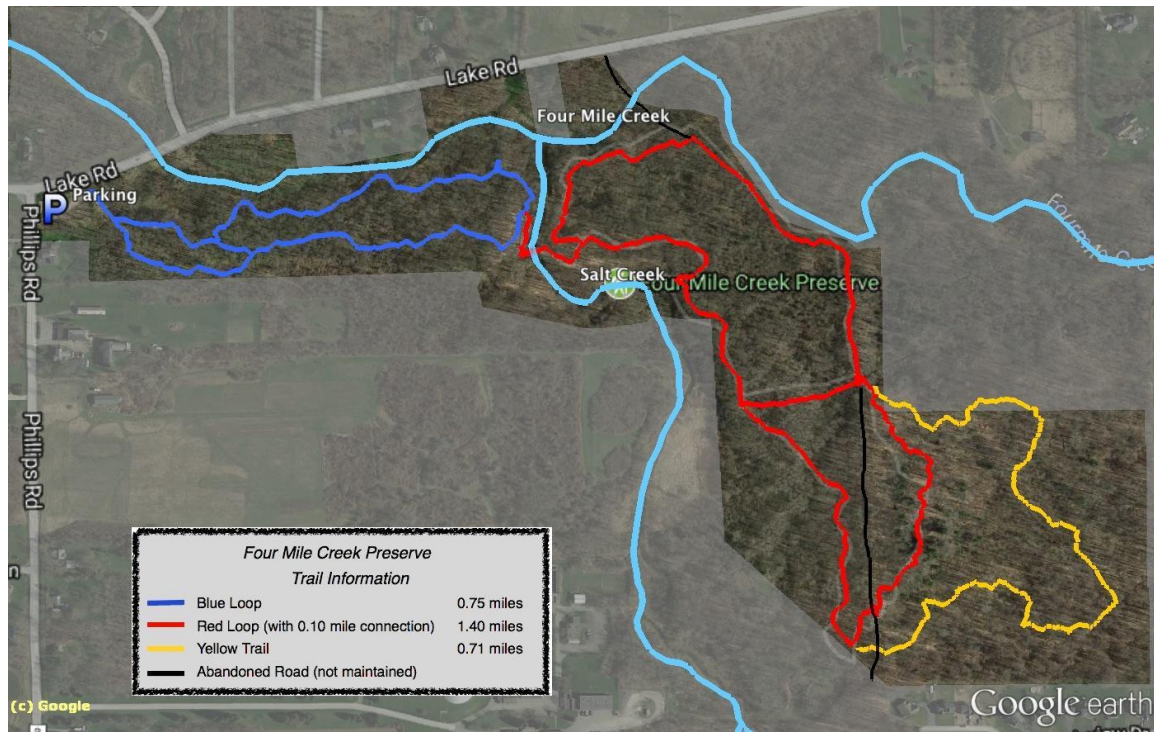 Lake Rd
Four Mile Creek
Lake Rd
Parking
P
Phillips Rd
Salt Creek
Four Mile Creek Preserve
Phillips Rd
Four Mile Creek Preserve
Trail Information
Blue Loop 0.75 miles
Red Loop (with 0.10 mile connection) 1.40 miles
Yellow Trail 0.71 miles
Abandoned Road (not maintained)
(c) Google
Google earth